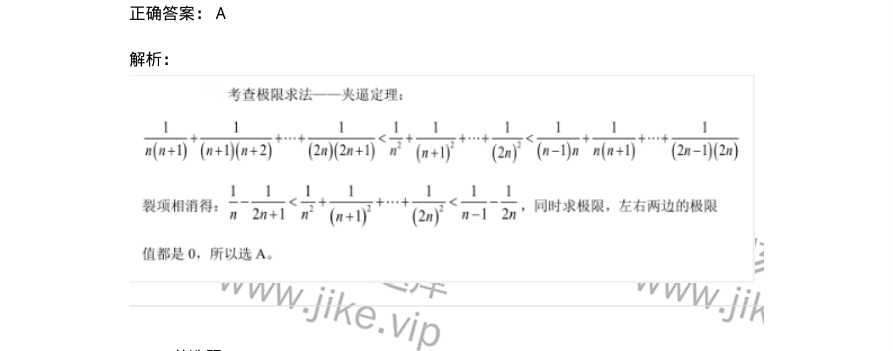 正确答案： A
解析：
考查极限求法——夹逼定理：
1/(n(n+1)) + 1/((n+1)(n+2)) + ··· + 1/((2n)(2n+1)) < 1/n² + 1/(n+1)² + ··· + 1/(2n)² < 1/((n−1)n) + 1/(n(n+1)) + ··· + 1/((2n−1)(2n))
裂项相消得： 1/n − 1/(2n+1) < 1/n² + 1/(n+1)² + ··· + 1/(2n)² < 1/(n−1) − 1/(2n)， 同时求极限，左右两边的极限
值都是 0，所以选 A。
www.jike.vip
www.jik